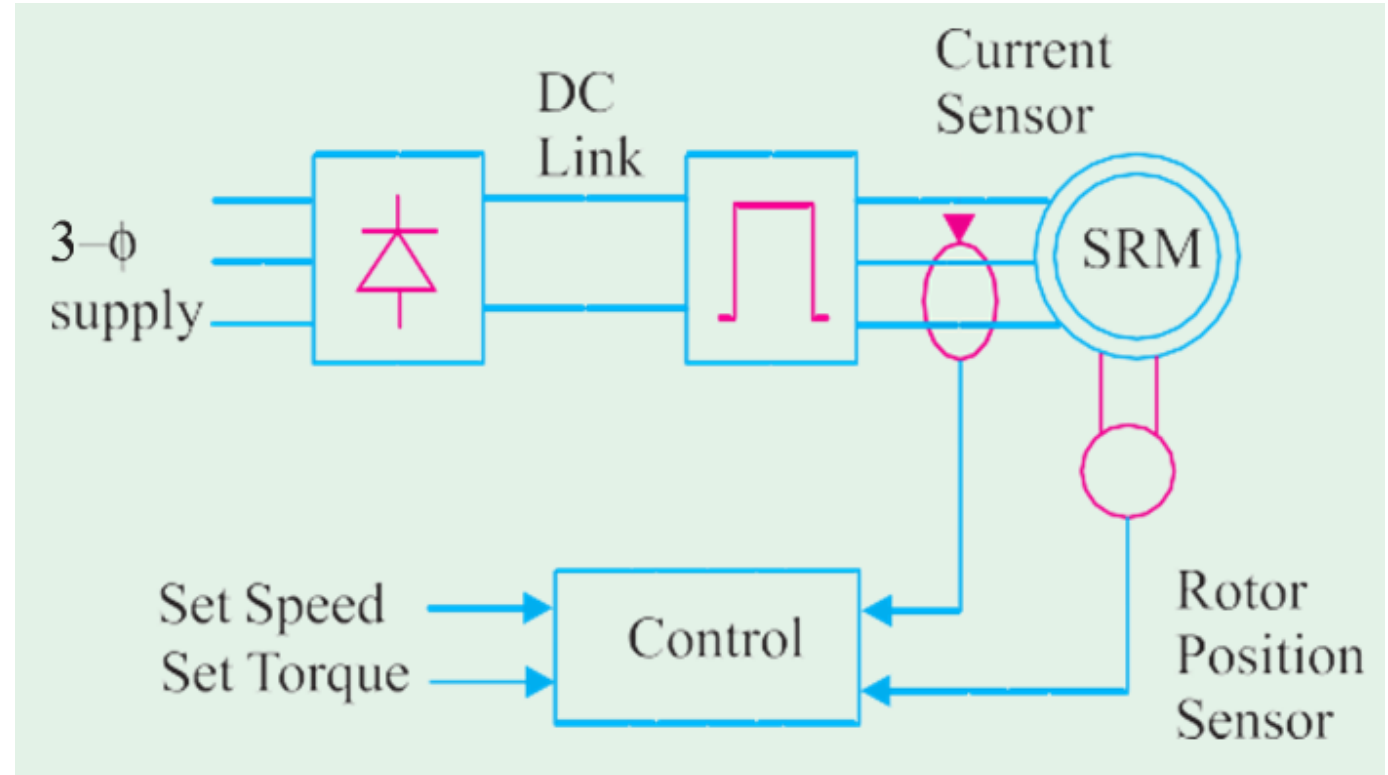 Current
Sensor
DC
Link
SRM
3–ϕ
supply
Set Speed
Set Torque
Control
Rotor
Position
Sensor